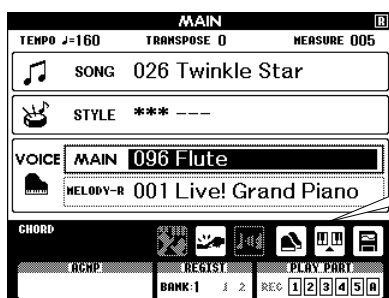 MAIN R
TEMPO ♩=160 TRANSPOSE 0 MEASURE 005
SONG 026 Twinkle Star
STYLE *** ---
VOICE MAIN 096 Flute
MELODY-R 001 Live! Grand Piano
CHORD
ACMP REGIST PLAY PART
BANK:1 1 2 REC 1 2 3 4 5 A